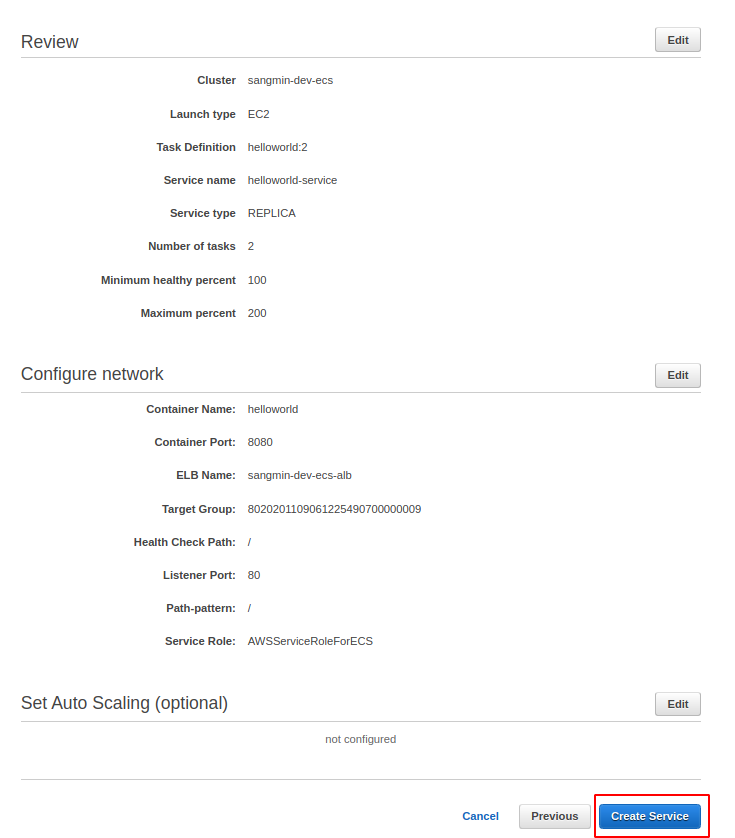 Review Edit
Cluster sangmin-dev-ecs
Launch type EC2
Task Definition helloworld:2
Service name helloworld-service
Service type REPLICA
Number of tasks 2
Minimum healthy percent 100
Maximum percent 200
Configure network Edit
Container Name: helloworld
Container Port: 8080
ELB Name: sangmin-dev-ecs-alb
Target Group: 8020201109061225490700000009
Health Check Path: /
Listener Port: 80
Path-pattern: /
Service Role: AWSServiceRoleForECS
Set Auto Scaling (optional) Edit
not configured
Cancel Previous Create Service